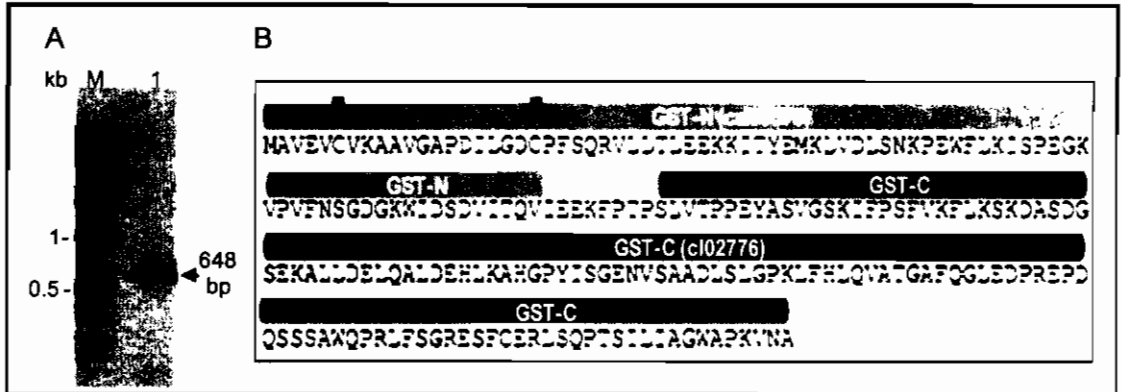 A
B
kb M 1
1-
0.5-
648
bp
GST-N
MAVEVCVKAAVGAPDILGDCPFSQRVLLTLEEKKITYEMKLVDLSNKPEWFLKISPEGK
GST-N GST-C
VPVFNSGDGKWIDSDVITQVIEEKFPTPSLVTPPEYASVGSKIFPSFVKFLKSKDASDG
GST-C (cl02776)
SEKALLDELQALDEHLKAHGPYISGENVSAADLSLGPKLFHLQVATGAFQGLEDPREPD
GST-C
QSSSAWQPRLFSGRESFCERLSQPTSILIAGWAPKVNA